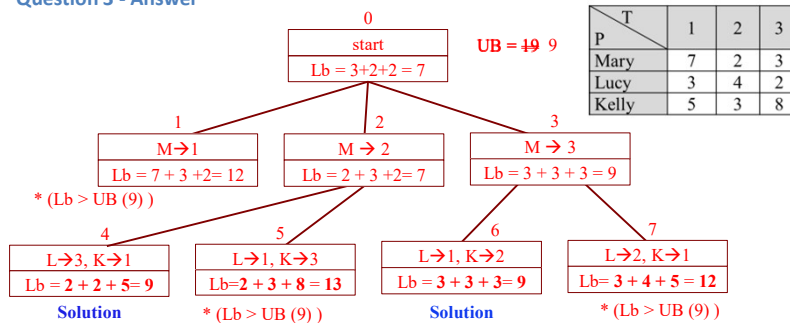 Question 3 - Answer
0
start
Lb = 3+2+2 = 7
UB = 19 9
T
P
1 2 3
Mary 7 2 3
Lucy 3 4 2
Kelly 5 3 8
1
M→1
Lb = 7 + 3 +2= 12
* (Lb > UB (9) )
2
M → 2
Lb = 2 + 3 +2= 7
3
M → 3
Lb = 3 + 3 + 3 = 9
4
L→3, K→1
Lb = 2 + 2 + 5= 9
Solution
5
L→1, K→3
Lb=2 + 3 + 8 = 13
* (Lb > UB (9) )
6
L→1, K→2
Lb = 3 + 3 + 3= 9
Solution
7
L→2, K→1
Lb= 3 + 4 + 5 = 12
* (Lb > UB (9) )